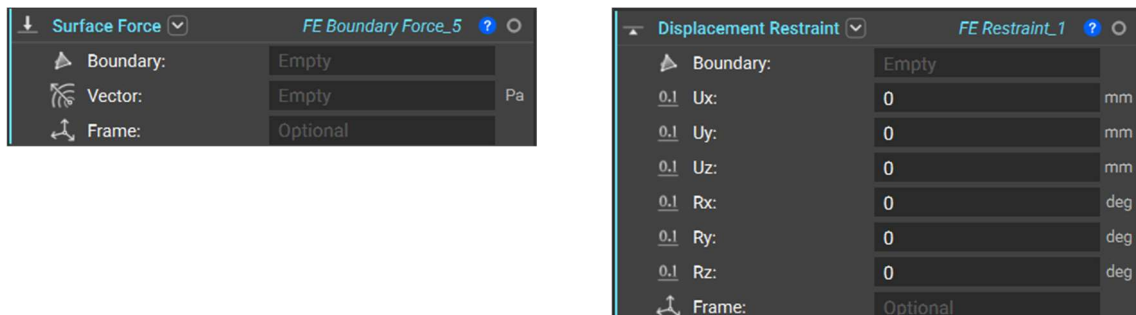 Surface Force FE Boundary Force_5 ?
Boundary: Empty
Vector: Empty Pa
Frame: Optional
Displacement Restraint FE Restraint_1 ?
Boundary: Empty
0.1 Ux: 0 mm
0.1 Uy: 0 mm
0.1 Uz: 0 mm
0.1 Rx: 0 deg
0.1 Ry: 0 deg
0.1 Rz: 0 deg
Frame: Optional